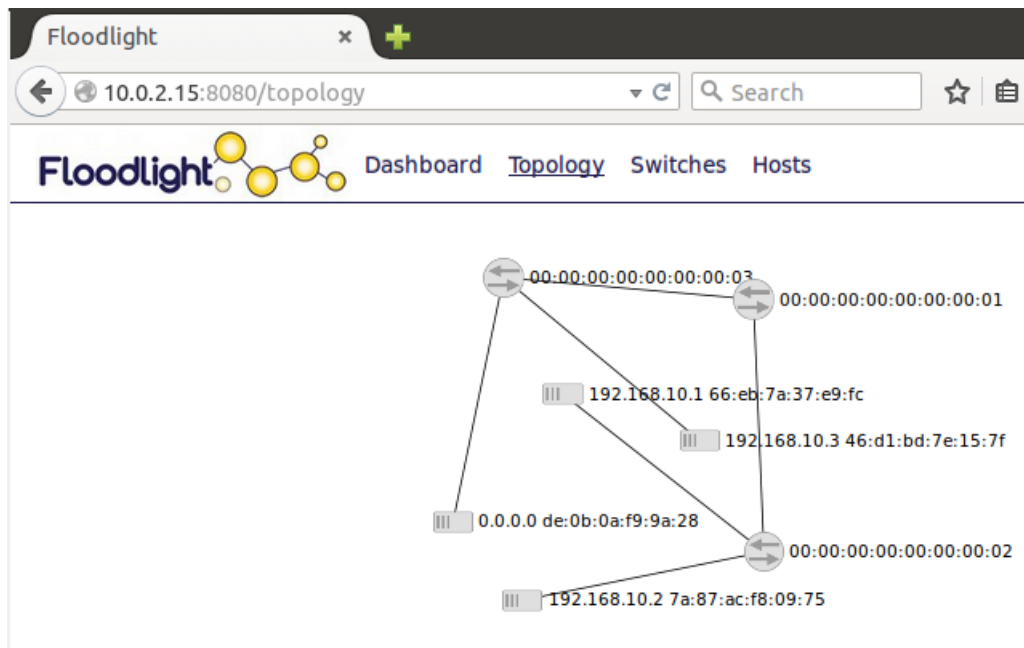 Floodlight
10.0.2.15:8080/topology
Search
Floodlight Dashboard Topology Switches Hosts
00:00:00:00:00:00:00:03
00:00:00:00:00:00:00:01
192.168.10.1 66:eb:7a:37:e9:fc
192.168.10.3 46:d1:bd:7e:15:7f
0.0.0.0 de:0b:0a:f9:9a:28
00:00:00:00:00:00:00:02
192.168.10.2 7a:87:ac:f8:09:75